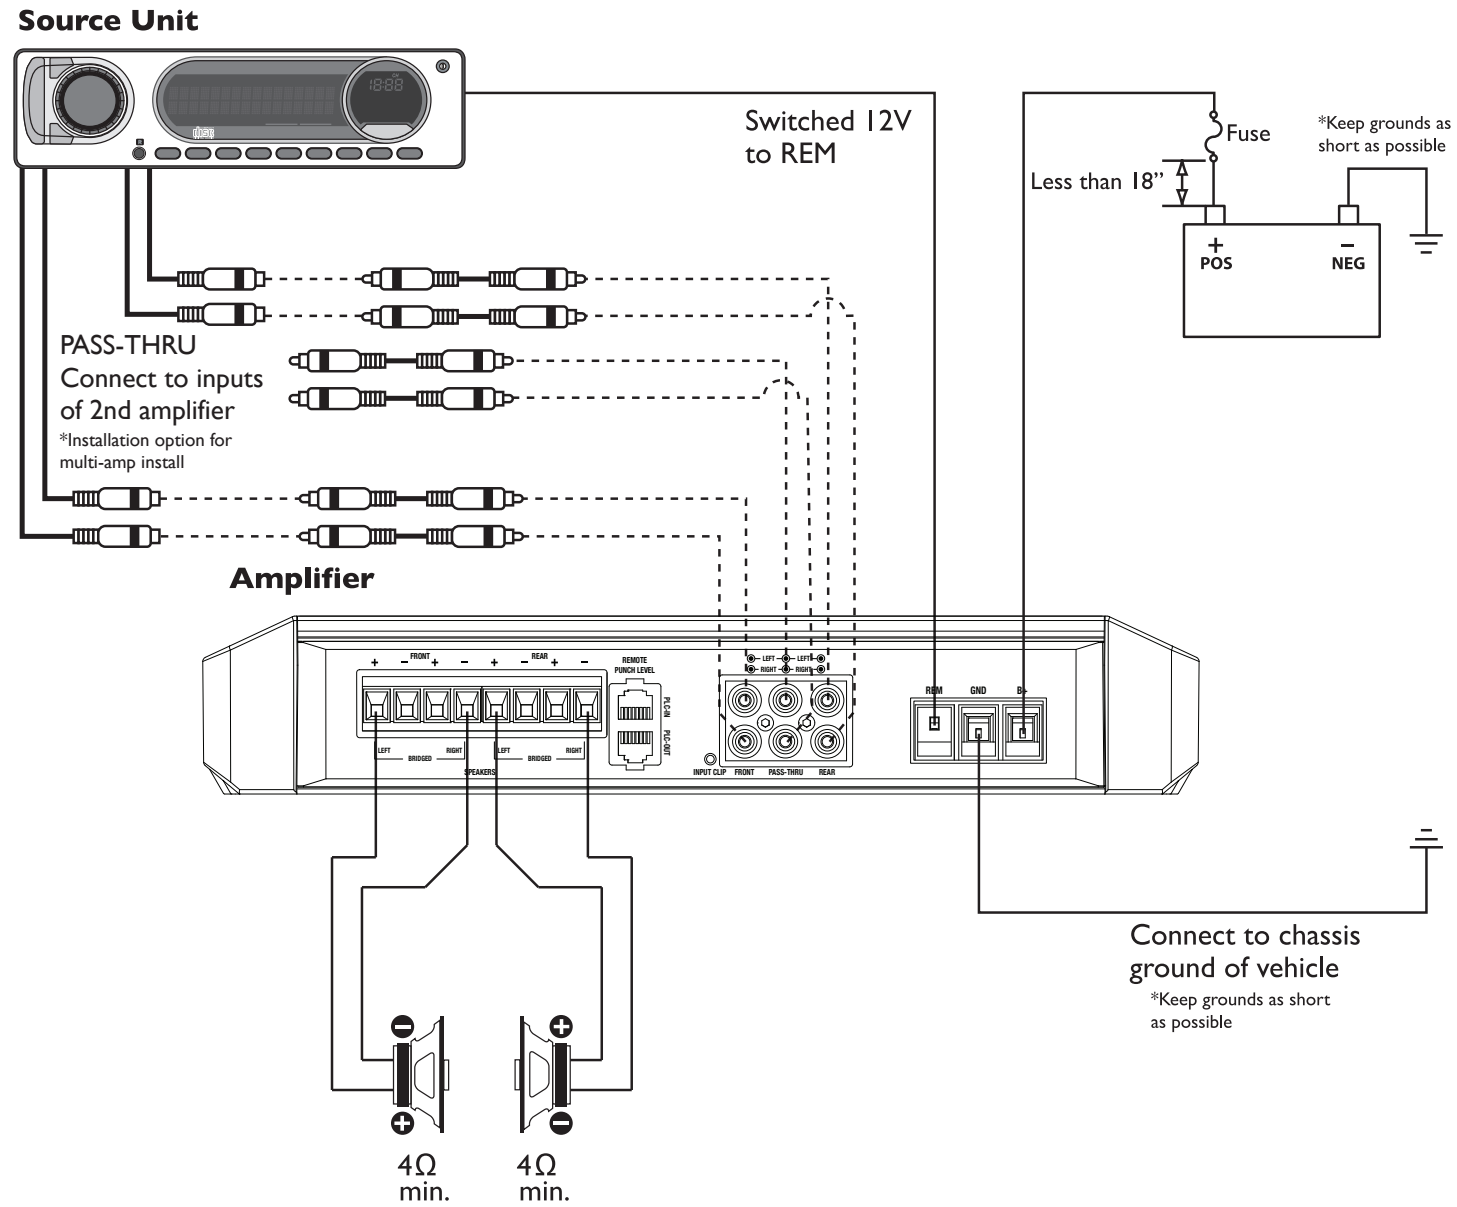 Source Unit
18:88
disc
Switched 12V
to REM
Fuse
*Keep grounds as
short as possible
Less than 18”
+
POS
−
NEG
PASS-THRU
Connect to inputs
of 2nd amplifier
*Installation option for
multi-amp install
Amplifier
FRONT
REAR
+ − + − + − + −
REMOTE
PUNCH LEVEL
PLC-IN
PLC-OUT
LEFT LEFT
RIGHT RIGHT
REM GND B+
LEFT RIGHT LEFT RIGHT
BRIDGED BRIDGED
SPEAKERS
INPUT CLIP FRONT PASS-THRU REAR
Connect to chassis
ground of vehicle
*Keep grounds as short
as possible
− +
+ −
4Ω
min.
4Ω
min.